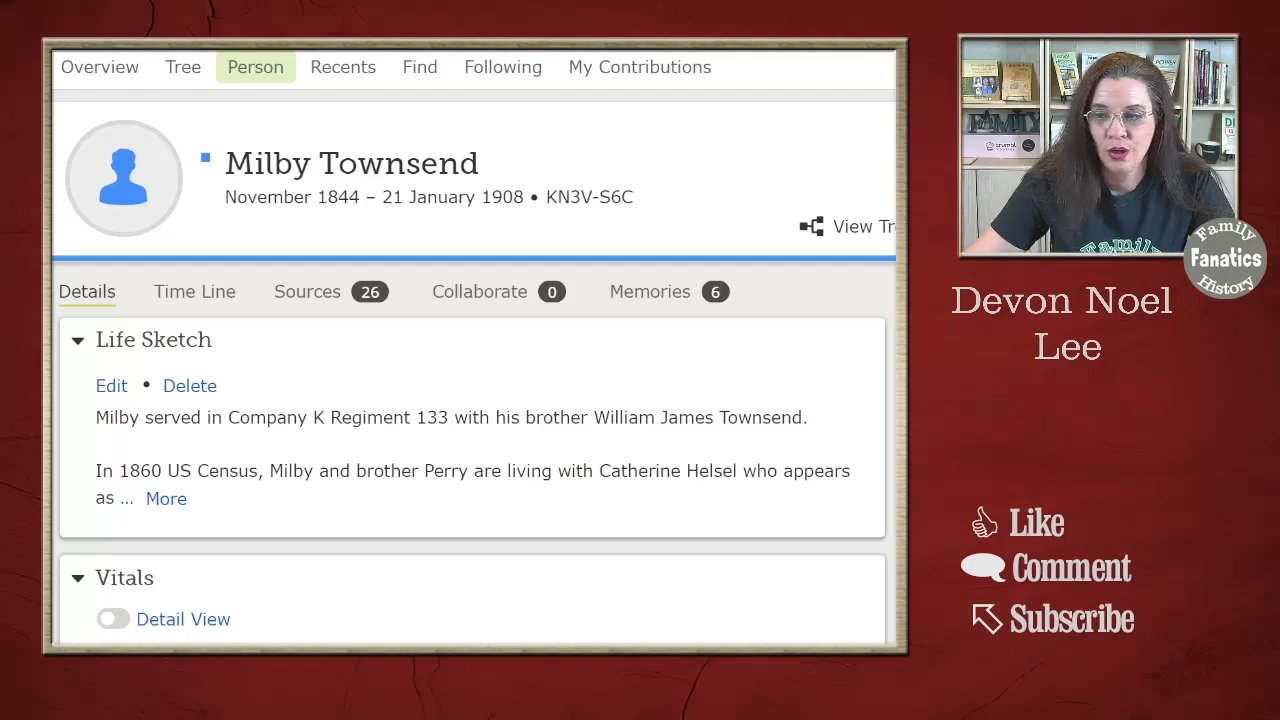 Overview Tree Person Recents Find Following My Contributions
Milby Townsend
November 1844 – 21 January 1908 • KN3V-S6C
View Tr
Details Time Line Sources 26 Collaborate 0 Memories 6
Life Sketch
Edit • Delete
Milby served in Company K Regiment 133 with his brother William James Townsend.
In 1860 US Census, Milby and brother Perry are living with Catherine Helsel who appears
as ... More
Vitals
Detail View
Family
Fanatics
History
Devon Noel
Lee
Like
Comment
Subscribe